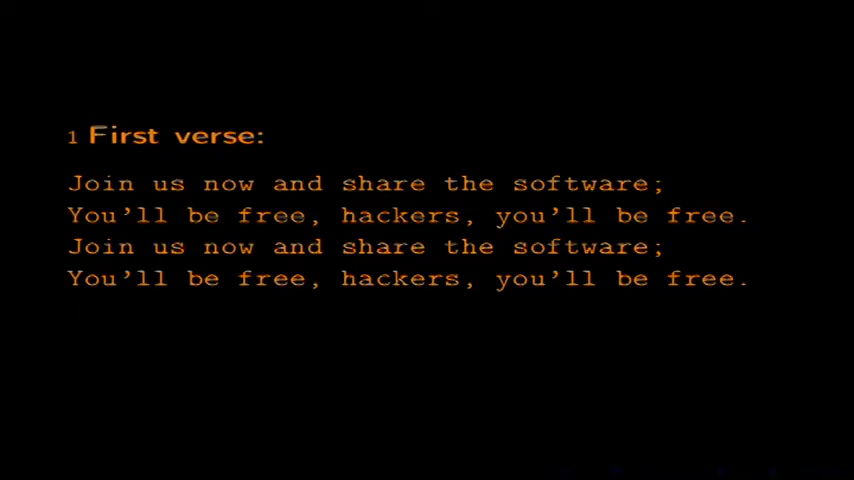 1 First verse:
Join us now and share the software;
You'll be free, hackers, you'll be free.
Join us now and share the software;
You'll be free, hackers, you'll be free.